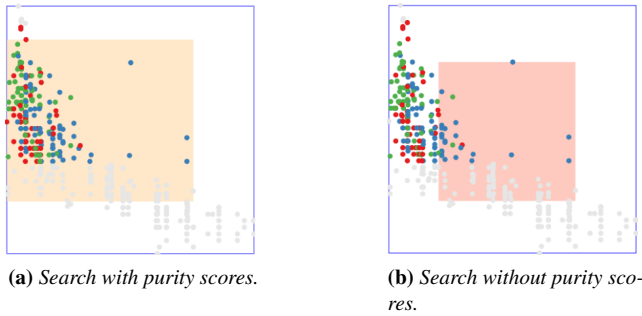 (a) Search with purity scores.
(b) Search without purity sco-
res.